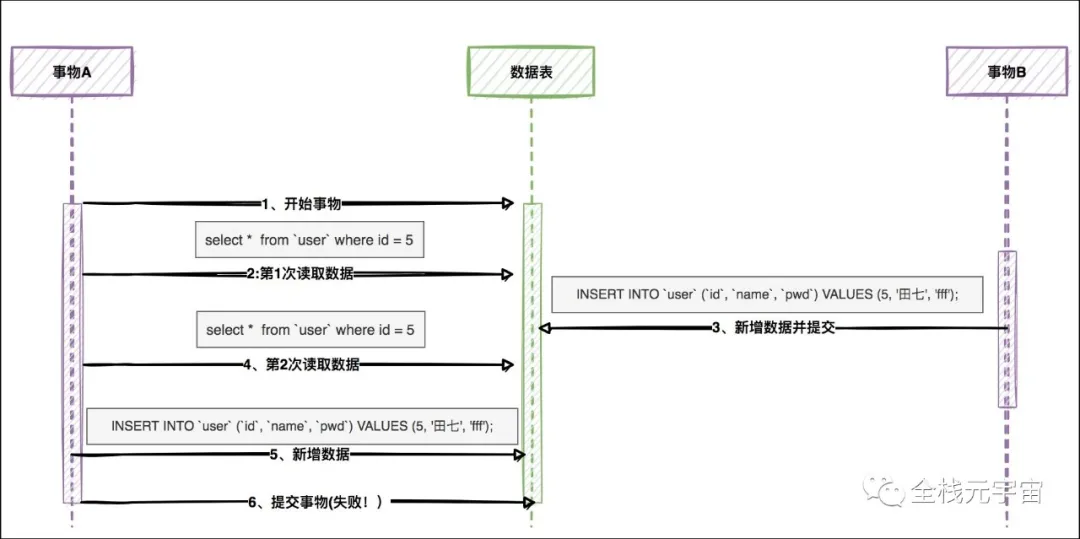 事物A
数据表
事物B
1、开始事物
select * from `user` where id = 5
2:第1次读取数据
INSERT INTO `user` (`id`, `name`, `pwd`) VALUES (5, '田七', 'fff');
3、新增数据并提交
select * from `user` where id = 5
4、第2次读取数据
INSERT INTO `user` (`id`, `name`, `pwd`) VALUES (5, '田七', 'fff');
5、新增数据
6、提交事物(失败！)
全栈元宇宙